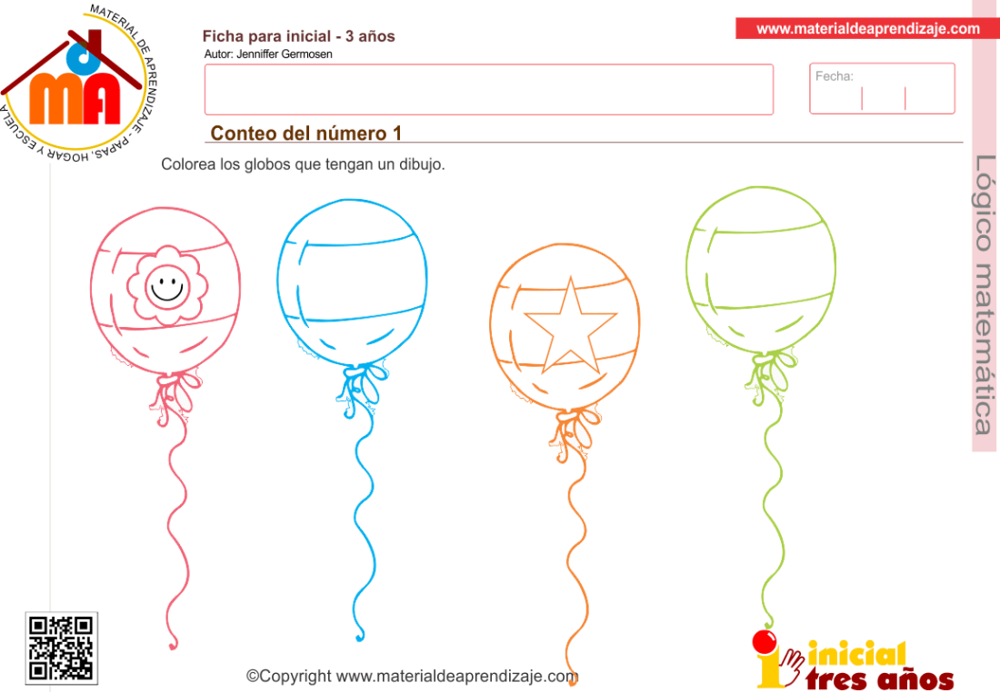 MATERIAL DE APRENDIZAJE - PAPAS, HOGAR Y ESCUELA
dMA
Ficha para inicial - 3 años
Autor: Jenniffer Germosen
www.materialdeaprendizaje.com
Fecha:
Conteo del número 1
Colorea los globos que tengan un dibujo.
Lógico matemática
©Copyright www.materialdeaprendizaje.com
i inicial
tres años